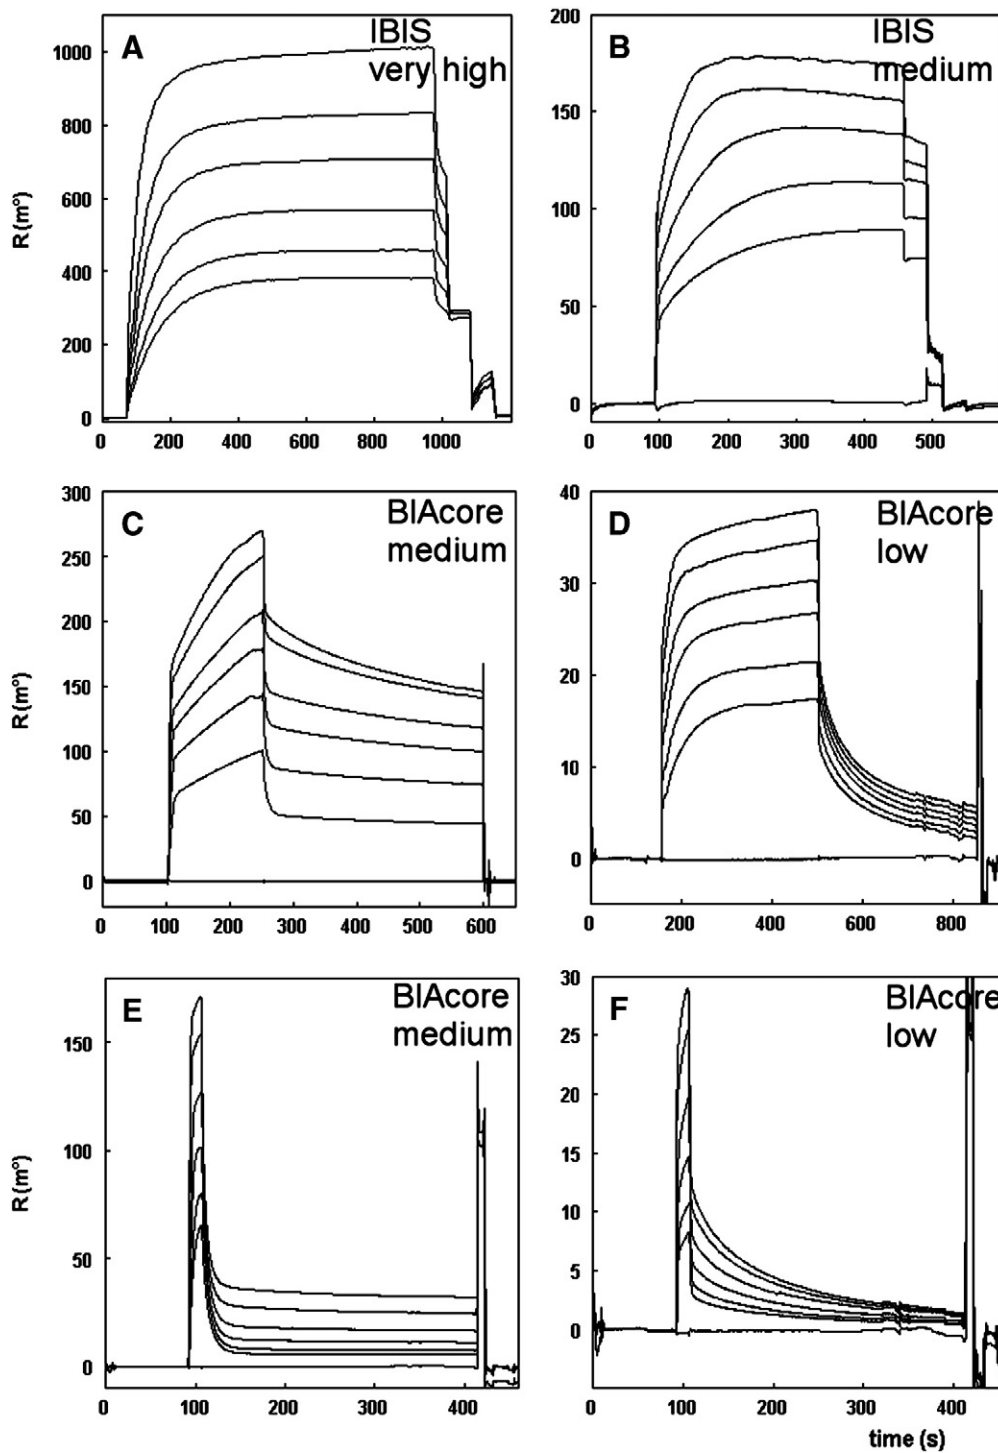 A
IBIS
very high
R (m°)
1000
800
600
400
200
0
0 200 400 600 800 1000
B
IBIS
medium
200
150
100
50
0
0 100 200 300 400 500
C
BIAcore
medium
R (m°)
300
250
200
150
100
50
0
0 100 200 300 400 500 600
D
BIAcore
low
40
30
20
10
0
0 200 400 600 800
E
BIAcore
medium
R (m°)
150
100
50
0
0 100 200 300 400
F
BIAcore
low
30
25
20
15
10
5
0
0 100 200 300 400
time (s)